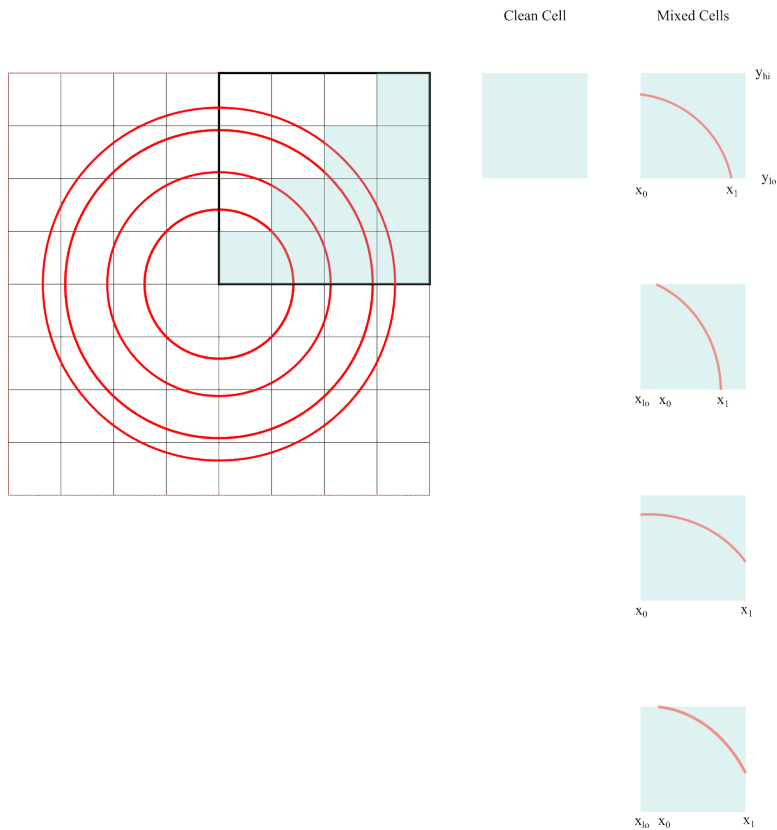 Clean Cell Mixed Cells
y_hi
y_lo
x_0 x_1
x_lo x_0 x_1
x_0 x_1
x_lo x_0 x_1